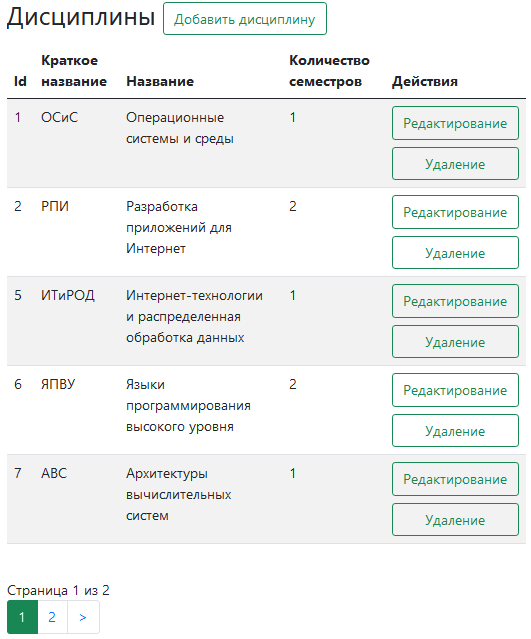 Дисциплины Добавить дисциплину
Id Краткое название Название Количество семестров Действия
1 ОСиС Операционные системы и среды 1 Редактирование
Удаление
2 РПИ Разработка приложений для Интернет 2 Редактирование
Удаление
5 ИТиРОД Интернет-технологии и распределенная обработка данных 1 Редактирование
Удаление
6 ЯПВУ Языки программирования высокого уровня 2 Редактирование
Удаление
7 АВС Архитектуры вычислительных систем 1 Редактирование
Удаление
Страница 1 из 2
1 2 >